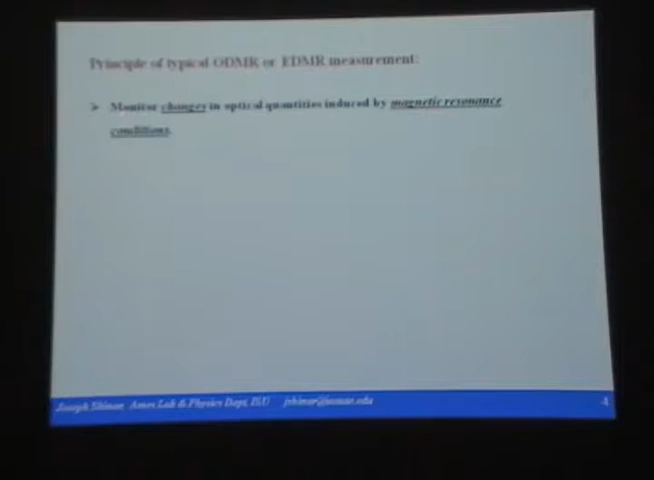 Principle of typical ODMR or EDMR measurement:
➤ Monitor changes in optical quantities induced by magnetic resonance
conditions.
Joseph Shinar Ames Lab & Physics Dept, ISU 4